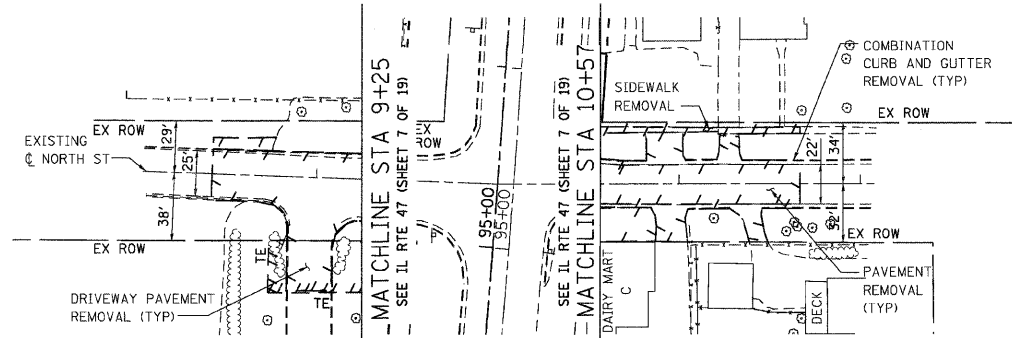 EX ROW
29'
EXISTING
℄ NORTH ST
25'
38'
EX ROW
TE
TE
DRIVEWAY PAVEMENT
REMOVAL (TYP)
MATCHLINE STA 9+25
SEE IL RTE 47 (SHEET 7 OF 19)
EX
ROW
95+00
95+00
SEE IL RTE 47 (SHEET 7 OF 19)
MATCHLINE STA 10+57
SIDEWALK
REMOVAL
COMBINATION
CURB AND GUTTER
REMOVAL (TYP)
EX ROW
34'
22'
EX ROW
PAVEMENT
REMOVAL
(TYP)
DAIRY MART
C
DECK